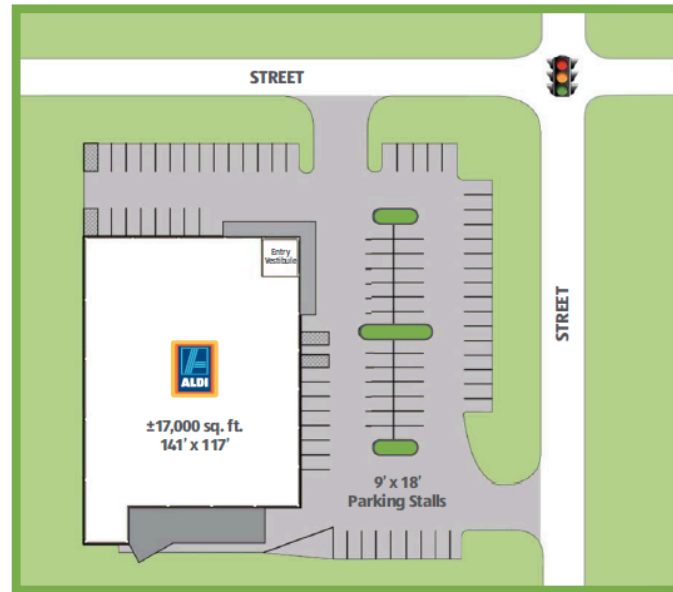 STREET
Entry
Vestibule
STREET
ALDI
±17,000 sq. ft.
141' x 117'
9' x 18'
Parking Stalls